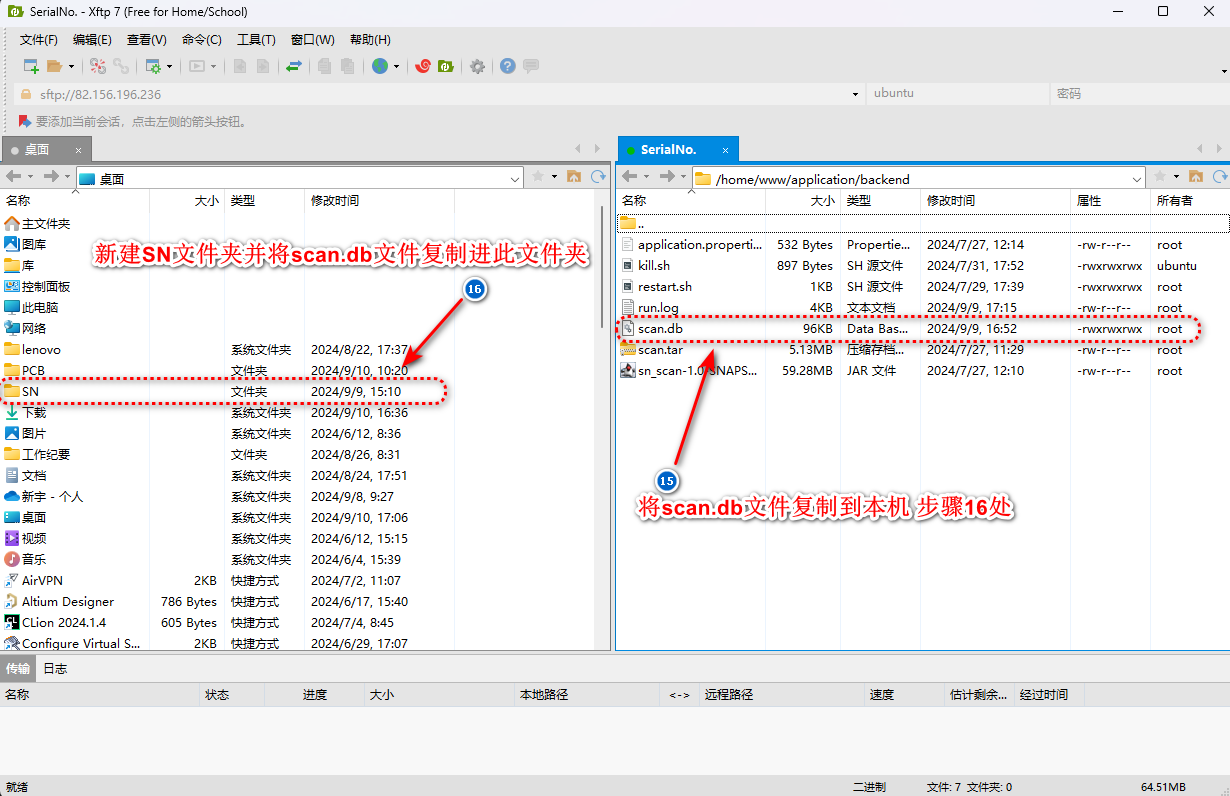 SerialNo. - Xftp 7 (Free for Home/School)
文件(F) 编辑(E) 查看(V) 命令(C) 工具(T) 窗口(W) 帮助(H)
sftp://82.156.196.236 ubuntu 密码
要添加当前会话，点击左侧的箭头按钮。
桌面 ×
桌面
名称 大小 类型 修改时间
主文件夹
图库
库
控制面板
此电脑
网络
lenovo 系统文件夹 2024/8/22, 17:37
PCB 文件夹 2024/9/10, 10:20
SN 文件夹 2024/9/9, 15:10
下载 系统文件夹 2024/9/10, 16:36
图片 系统文件夹 2024/6/12, 8:36
工作纪要 文件夹 2024/8/26, 8:31
文档 系统文件夹 2024/8/24, 17:51
新宇 - 个人 系统文件夹 2024/9/8, 9:27
桌面 系统文件夹 2024/9/10, 17:06
视频 系统文件夹 2024/6/12, 15:15
音乐 系统文件夹 2024/6/4, 15:39
AirVPN 2KB 快捷方式 2024/7/2, 11:07
Altium Designer 786 Bytes 快捷方式 2024/6/17, 15:40
CLion 2024.1.4 605 Bytes 快捷方式 2024/7/4, 8:45
Configure Virtual S... 2KB 快捷方式 2024/6/29, 17:07
新建SN文件夹并将scan.db文件复制进此文件夹
16
SerialNo. ×
/home/www/application/backend
名称 大小 类型 修改时间 属性 所有者
..
application.properti... 532 Bytes Propertie... 2024/7/27, 12:14 -rw-r--r-- root
kill.sh 897 Bytes SH 源文件 2024/7/31, 17:52 -rwxrwxrwx ubuntu
restart.sh 1KB SH 源文件 2024/7/29, 17:39 -rwxrwxrwx root
run.log 4KB 文本文档 2024/9/9, 17:15 -rw-r--r-- root
scan.db 96KB Data Bas... 2024/9/9, 16:52 -rwxrwxrwx root
scan.tar 5.13MB 压缩存档... 2024/7/27, 11:29 -rw-r--r-- root
sn_scan-1.0-SNAPS... 59.28MB JAR 文件 2024/7/27, 12:10 -rw-r--r-- root
15
将scan.db文件复制到本机 步骤16处
传输 日志
名称 状态 进度 大小 本地路径 <-> 远程路径 速度 估计剩余... 经过时间
就绪 二进制 文件: 7 文件夹: 0 64.51MB